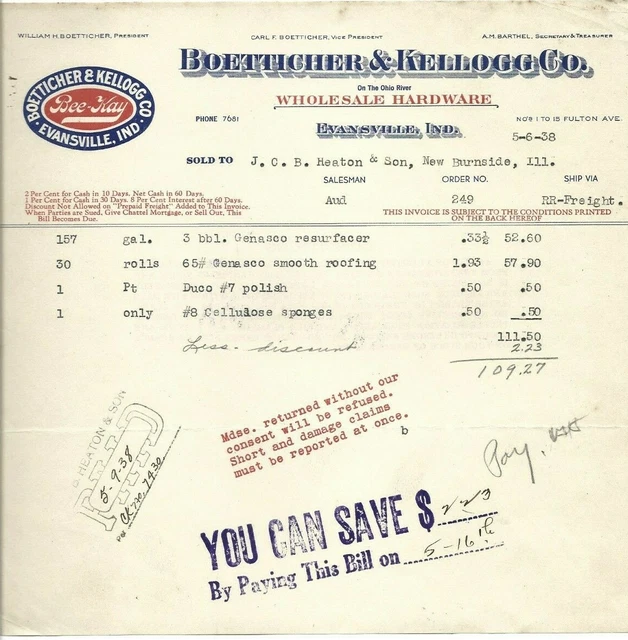 WILLIAM H. BOETTICHER, PRESIDENT CARL F. BOETTICHER, VICE PRESIDENT A.M. BARTHEL, SECRETARY & TREASURER
BOETTICHER & KELLOGG CO.
On The Ohio River
WHOLESALE HARDWARE
BOETTICHER & KELLOGG CO
Bee-Kay
EVANSVILLE, IND.
PHONE 7681 EVANSVILLE, IND. NO'S 1 TO 15 FULTON AVE.
5-6-38
SOLD TO J. C. B. Heaton & Son, New Burnside, Ill.
SALESMAN ORDER NO. SHIP VIA
Aud 249 RR-Freight.
2 Per Cent for Cash in 10 Days. Net Cash in 60 Days.
1 Per Cent for Cash in 30 Days. 8 Per Cent Interest after 60 Days.
Discount Not Allowed on "Prepaid Freight" Added to This Invoice.
When Parties are Sued, Give Chattel Mortgage, or Sell Out, This
Bill Becomes Due.
THIS INVOICE IS SUBJECT TO THE CONDITIONS PRINTED
ON THE BACK HEREOF
157 gal. 3 bbl. Genasco resurfacer .33½ 52.60
30 rolls 65# Genasco smooth roofing 1.93 57.90
1 Pt Duco #7 polish .50 .50
1 only #8 Cellulose sponges .50 .50
111.50
Less - discount 2.23
109.27
Mdse. returned without our
consent will be refused.
Short and damage claims
must be reported at once.
b
HEATON & SON
PAID
5-9-38
Per Ck no. 7430
Pay,
YOU CAN SAVE $ 2 23
By Paying This Bill on 5-16th